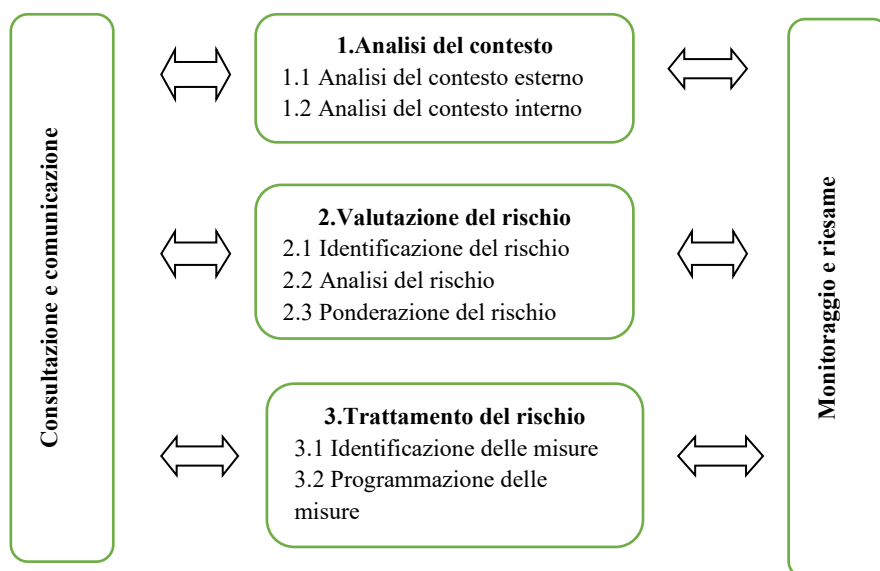 Consultazione e comunicazione
1.Analisi del contesto
1.1 Analisi del contesto esterno
1.2 Analisi del contesto interno
2.Valutazione del rischio
2.1 Identificazione del rischio
2.2 Analisi del rischio
2.3 Ponderazione del rischio
3.Trattamento del rischio
3.1 Identificazione delle misure
3.2 Programmazione delle
misure
Monitoraggio e riesame